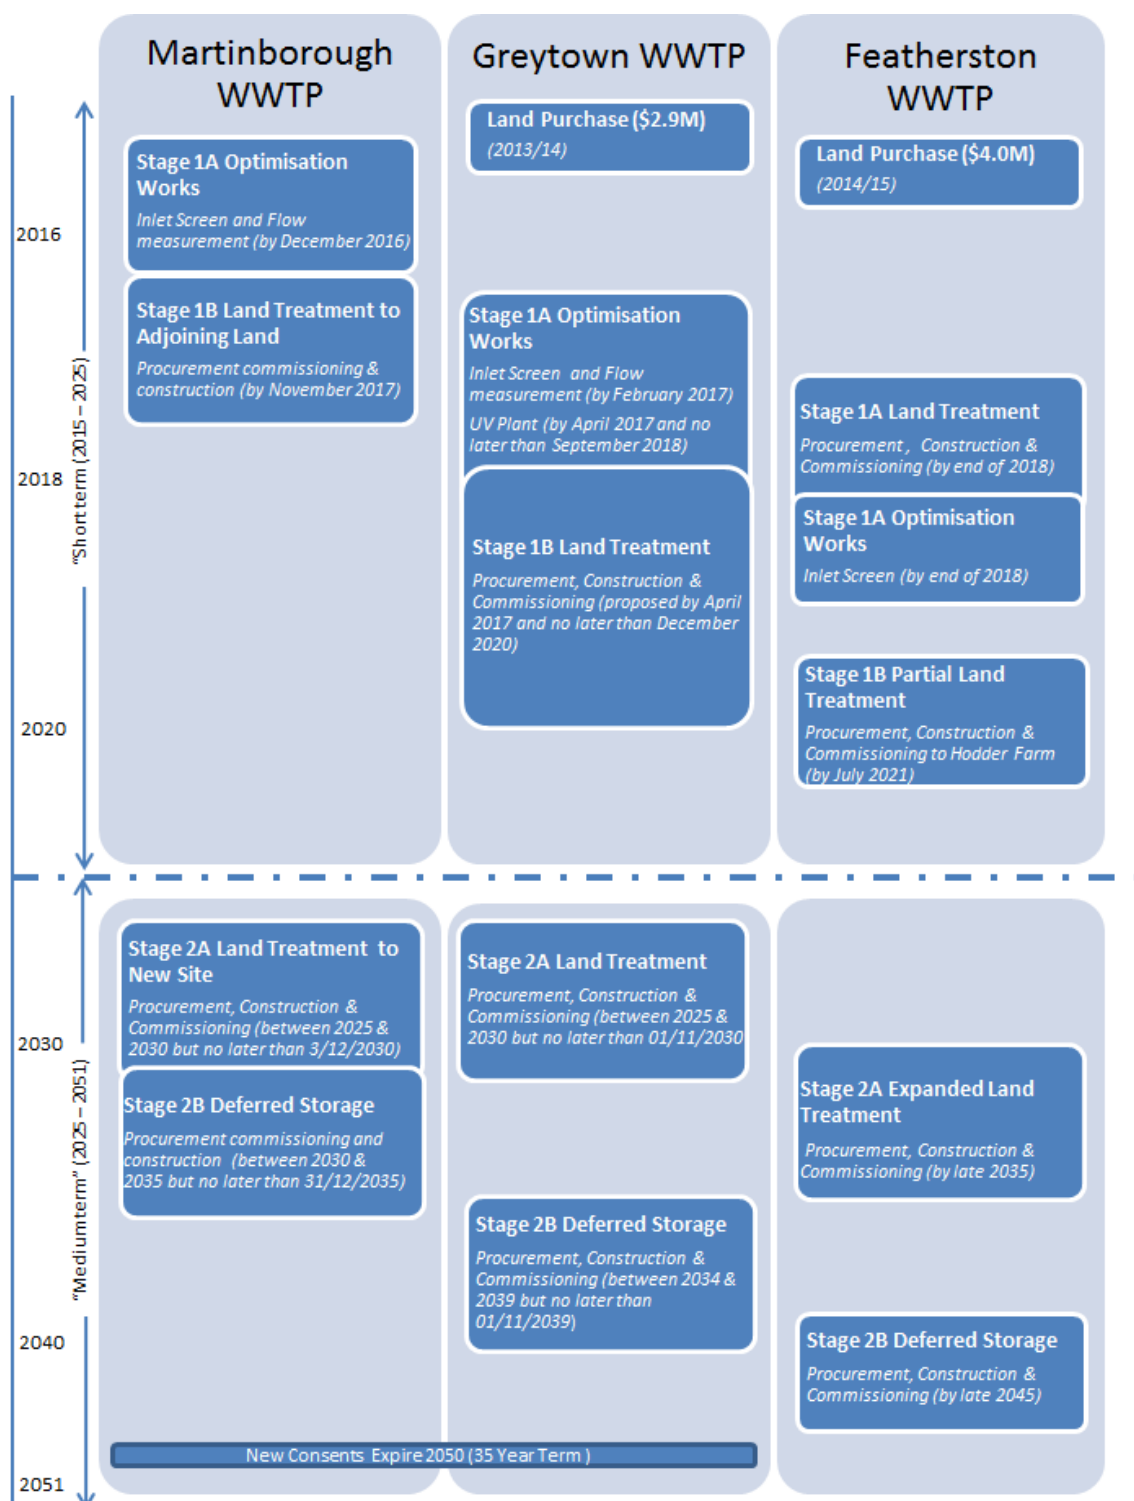 Martinborough
WWTP
Greytown WWTP
Featherston
WWTP
"Short term (2015 – 2025)
2016
2018
2020
Stage 1A Optimisation
Works
Inlet Screen and Flow
measurement (by December 2016)
Stage 1B Land Treatment to
Adjoining Land
Procurement commissioning &
construction (by November 2017)
Land Purchase ($2.9M)
(2013/14)
Stage 1A Optimisation
Works
Inlet Screen and Flow
measurement (by February 2017)
UV Plant (by April 2017 and no
later than September 2018)
Stage 1B Land Treatment
Procurement, Construction &
Commissioning (proposed by April
2017 and no later than December
2020)
Land Purchase ($4.0M)
(2014/15)
Stage 1A Land Treatment
Procurement , Construction &
Commissioning (by end of 2018)
Stage 1A Optimisation
Works
Inlet Screen (by end of 2018)
Stage 1B Partial Land
Treatment
Procurement, Construction &
Commissioning to Hodder Farm
(by July 2021)
"Medium term" (2025 – 2051)
2030
2040
2051
Stage 2A Land Treatment to
New Site
Procurement, Construction &
Commissioning (between 2025 &
2030 but no later than 3/12/2030)
Stage 2B Deferred Storage
Procurement commissioning and
construction (between 2030 &
2035 but no later than 31/12/2035)
Stage 2A Land Treatment
Procurement, Construction &
Commissioning (between 2025 &
2030 but no later than 01/11/2030
Stage 2B Deferred Storage
Procurement, Construction &
Commissioning (between 2034 &
2039 but no later than
01/11/2039)
Stage 2A Expanded Land
Treatment
Procurement, Construction &
Commissioning (by late 2035)
Stage 2B Deferred Storage
Procurement, Construction &
Commissioning (by late 2045)
New Consents Expire 2050 (35 Year Term )